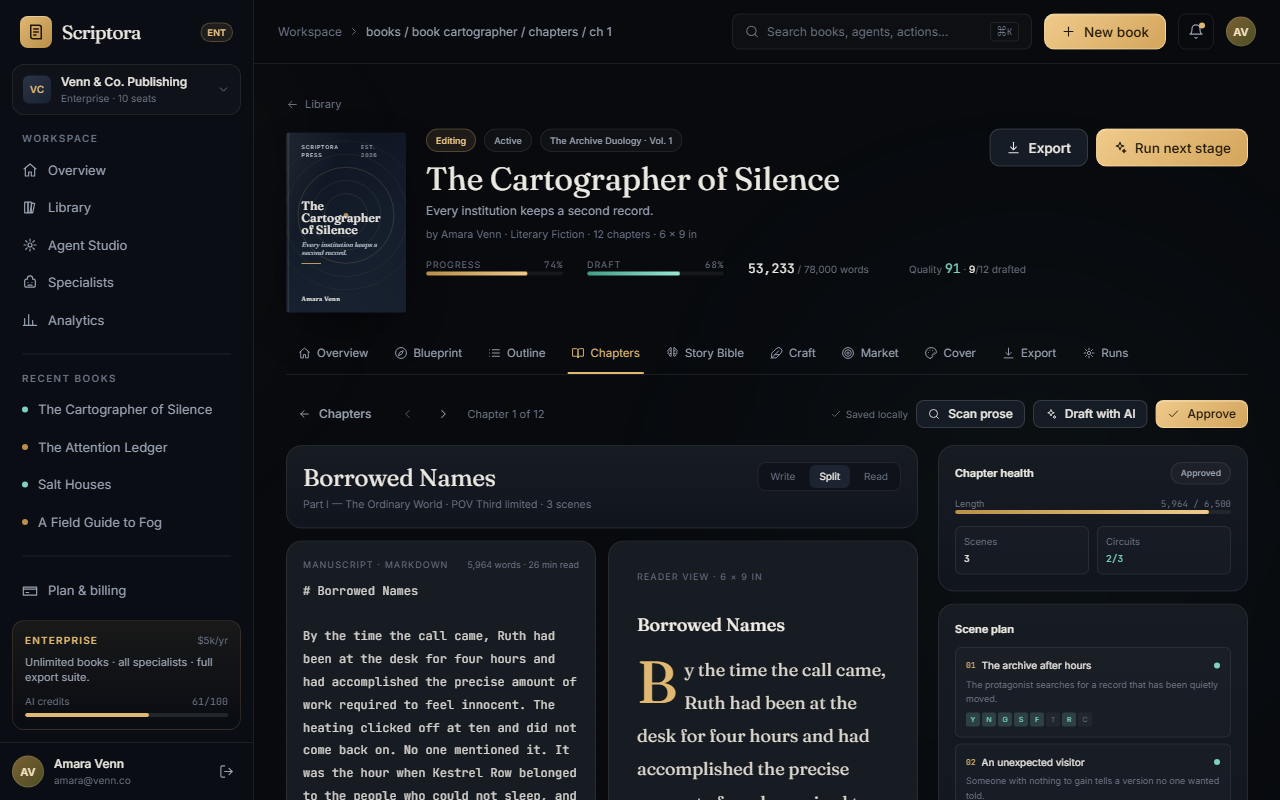 Scriptora
ENT
VC
Venn & Co. Publishing
Enterprise · 10 seats
WORKSPACE
Overview
Library
Agent Studio
Specialists
Analytics
RECENT BOOKS
The Cartographer of Silence
The Attention Ledger
Salt Houses
A Field Guide to Fog
Plan & billing
ENTERPRISE
$5k/yr
Unlimited books · all specialists · full
export suite.
AI credits
61/100
AV
Amara Venn
amara@venn.co
Workspace
books / book cartographer / chapters / ch 1
Search books, agents, actions...
⌘K
New book
AV
Library
SCRIPTORA
PRESS
EST.
2026
The
Cartographer
of Silence
Every institution keeps a
second record.
Amara Venn
Editing
Active
The Archive Duology · Vol. 1
The Cartographer of Silence
Every institution keeps a second record.
by Amara Venn · Literary Fiction · 12 chapters · 6 × 9 in
PROGRESS
74%
DRAFT
68%
53,233 / 78,000 words
Quality 91 · 9/12 drafted
Export
Run next stage
Overview
Blueprint
Outline
Chapters
Story Bible
Craft
Market
Cover
Export
Runs
Chapters
Chapter 1 of 12
Saved locally
Scan prose
Draft with AI
Approve
Borrowed Names
Part I — The Ordinary World · POV Third limited · 3 scenes
Write
Split
Read
MANUSCRIPT · MARKDOWN
5,964 words · 26 min read
# Borrowed Names
By the time the call came, Ruth had
been at the desk for four hours and
had accomplished the precise amount of
work required to feel innocent. The
heating clicked off at ten and did not
come back on. No one mentioned it. It
was the hour when Kestrel Row belonged
to the people who could not sleep, and
READER VIEW · 6 × 9 IN
Borrowed Names
By the time the call came,
Ruth had been at the
desk for four hours and had
accomplished the precise
Chapter health
Approved
Length
5,964 / 6,500
Scenes
3
Circuits
2/3
Scene plan
01 The archive after hours
The protagonist searches for a record that has been quietly
moved.
Y N G S F T R C
02 An unexpected visitor
Someone with nothing to gain tells a version no one wanted
told.